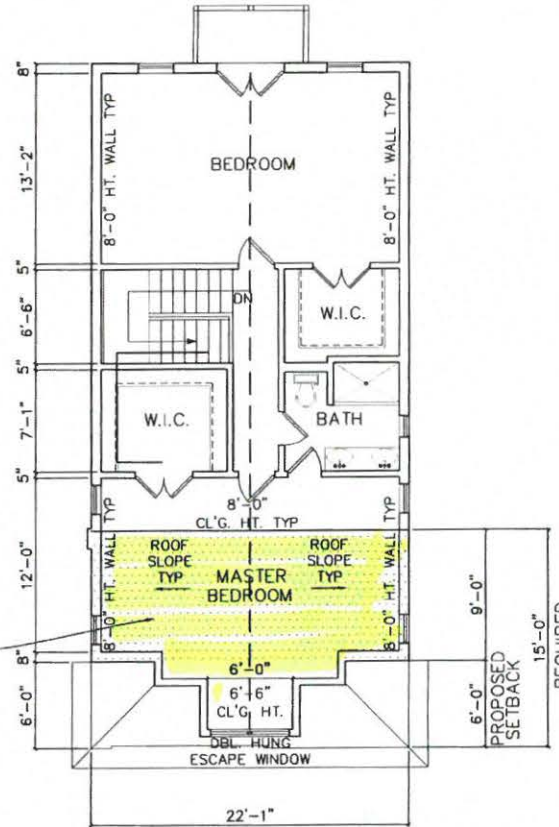 8"
13'-2"
5"
6'-6"
5"
7'-1"
5"
12'-0"
8"
6'-0"
8'-0" HT. WALL TYP
BEDROOM
8'-0" HT. WALL TYP
DN
W.I.C.
W.I.C.
BATH
8'-0"
CL'G. HT. TYP
8'-0" HT. WALL TYP
ROOF
SLOPE
TYP
ROOF
SLOPE
TYP
MASTER
BEDROOM
8'-0" HT. WALL TYP
6'-0"
6'-6"
CL'G HT.
DBL. HUNG
ESCAPE WINDOW
9'-0"
6'-0"
PROPOSED
SETBACK
15'-0"
REQUIRED
22'-1"